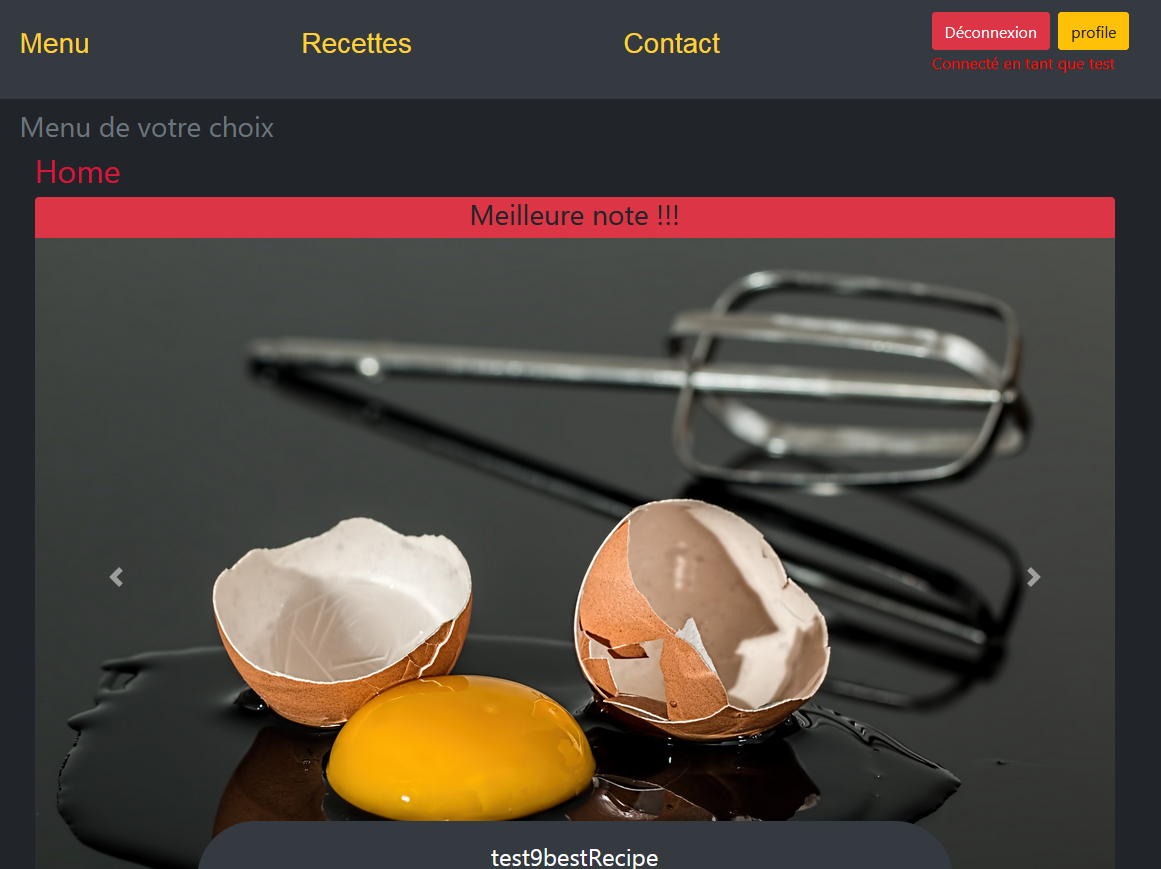 Menu
Recettes
Contact
Déconnexion
profile
Connecté en tant que test
Menu de votre choix
Home
Meilleure note !!!
test9bestRecipe